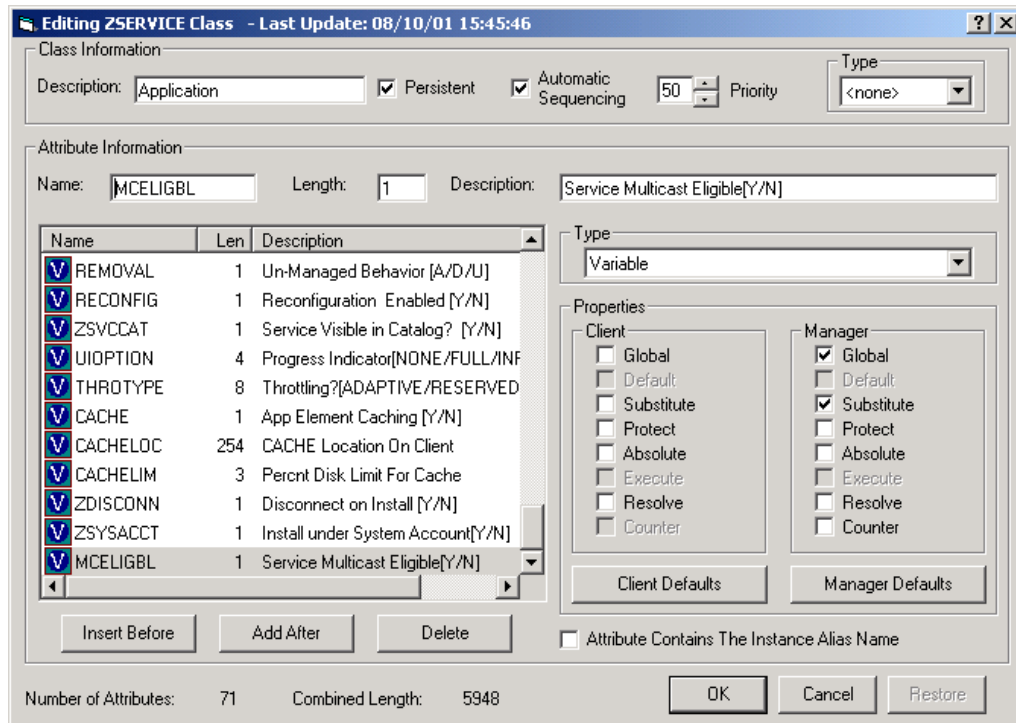 Editing ZSERVICE Class - Last Update: 08/10/01 15:45:46
Class Information
Description: Application Persistent Automatic Sequencing 50 Priority Type <none>
Attribute Information
Name: MCELIGBL Length: 1 Description: Service Multicast Eligible[Y/N]
Name Len Description
V REMOVAL 1 Un-Managed Behavior [A/D/U]
V RECONFIG 1 Reconfiguration Enabled [Y/N]
V ZSVCCAT 1 Service Visible in Catalog? [Y/N]
V UIOPTION 4 Progress Indicator[NONE/FULL/INF
V THROTYPE 8 Throttling?[ADAPTIVE/RESERVED
V CACHE 1 App Element Caching [Y/N]
V CACHELOC 254 CACHE Location On Client
V CACHELIM 3 Percnt Disk Limit For Cache
V ZDISCONN 1 Disconnect on Install [Y/N]
V ZSYSACCT 1 Install under System Account[Y/N]
V MCELIGBL 1 Service Multicast Eligible[Y/N]
Insert Before Add After Delete
Type
Variable
Properties
Client
Global
Default
Substitute
Protect
Absolute
Execute
Resolve
Counter
Client Defaults
Manager
Global
Default
Substitute
Protect
Absolute
Execute
Resolve
Counter
Manager Defaults
Attribute Contains The Instance Alias Name
Number of Attributes: 71 Combined Length: 5948
OK Cancel Restore